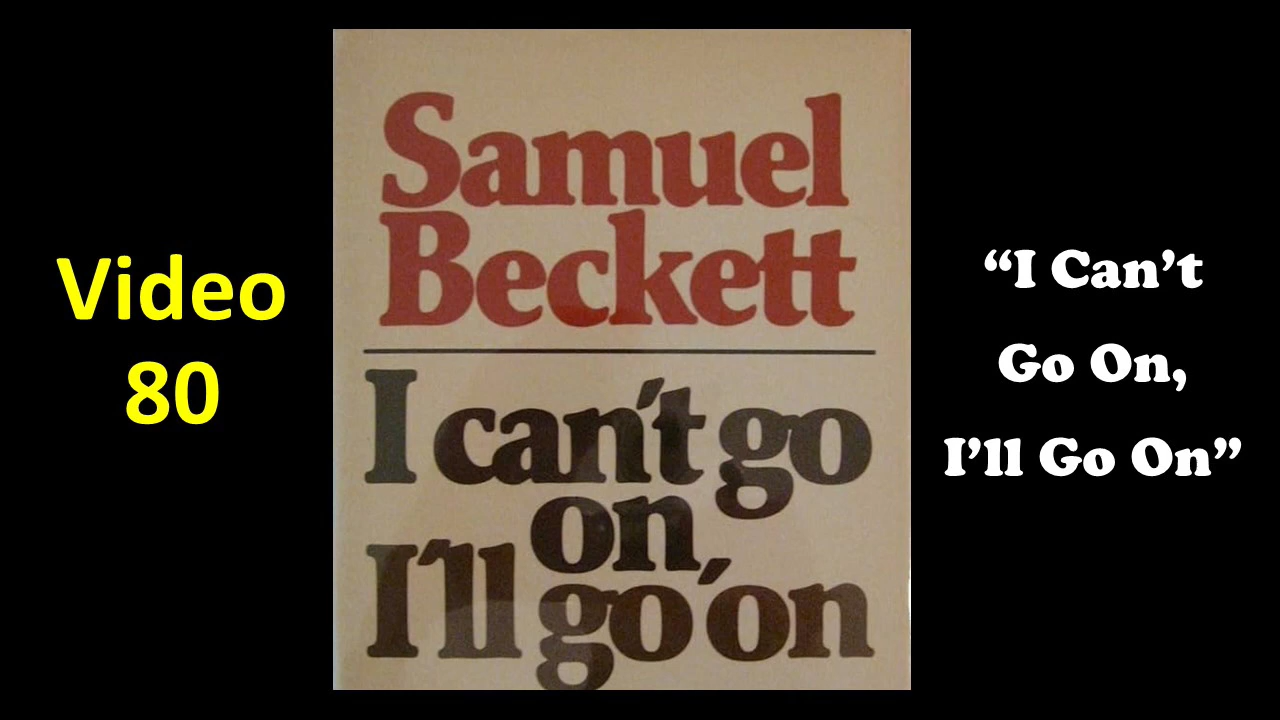 Video
80
Samuel
Beckett
I can't go
on,
I'll go on
“I Can’t
Go On,
I’ll Go On”